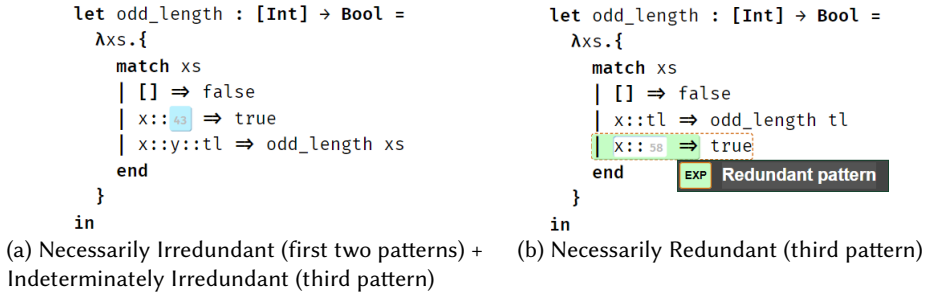 let odd_length : [Int] → Bool =
λxs.{
match xs
| [] ⇒ false
| x::43 ⇒ true
| x::y::tl ⇒ odd_length xs
end
}
in
(a) Necessarily Irredundant (first two patterns) +
Indeterminately Irredundant (third pattern)
let odd_length : [Int] → Bool =
λxs.{
match xs
| [] ⇒ false
| x::tl ⇒ odd_length tl
| x:: 58 ⇒ true
end
EXP Redundant pattern
}
in
(b) Necessarily Redundant (third pattern)